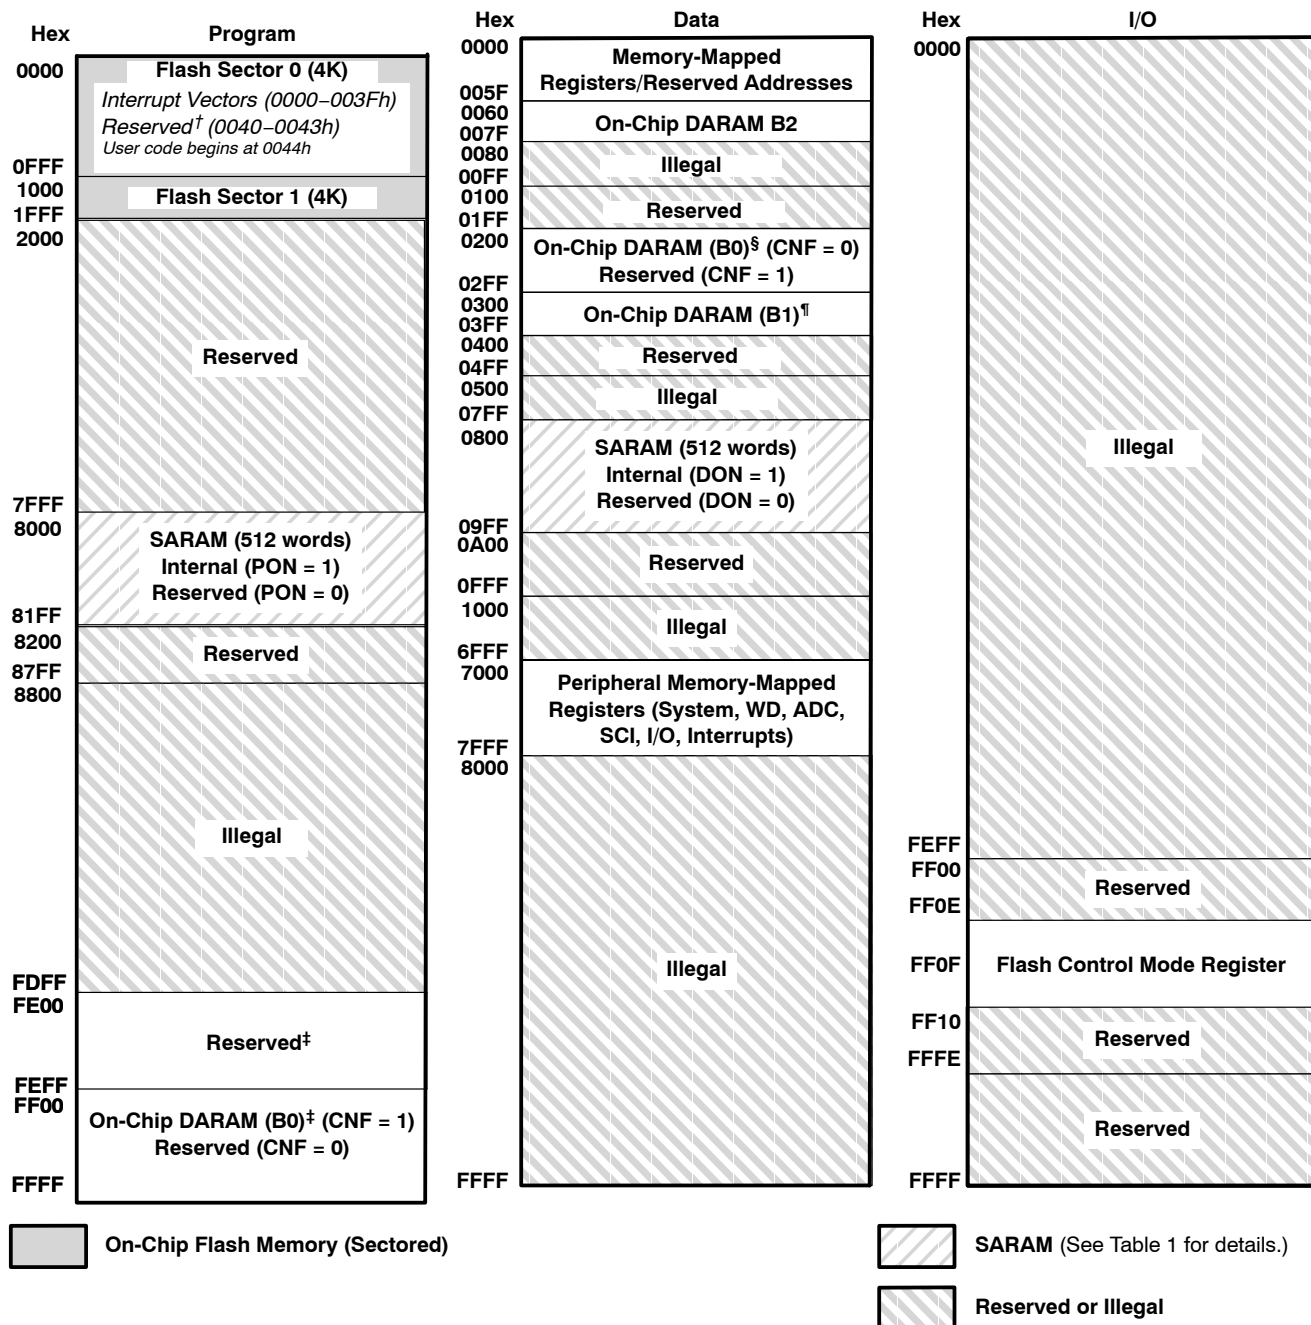 Hex Program
0000 Flash Sector 0 (4K)
Interrupt Vectors (0000–003Fh)
Reserved† (0040–0043h)
User code begins at 0044h
0FFF
1000 Flash Sector 1 (4K)
1FFF
2000
Reserved
7FFF
8000
SARAM (512 words)
Internal (PON = 1)
Reserved (PON = 0)
81FF
8200
Reserved
87FF
8800
Illegal
FDFF
FE00
Reserved‡
FEFF
FF00
On-Chip DARAM (B0)‡ (CNF = 1)
Reserved (CNF = 0)
FFFF
Hex Data
0000
Memory-Mapped
Registers/Reserved Addresses
005F
0060
On-Chip DARAM B2
007F
0080
Illegal
00FF
0100
Reserved
01FF
0200
On-Chip DARAM (B0)§ (CNF = 0)
Reserved (CNF = 1)
02FF
0300
On-Chip DARAM (B1)¶
03FF
0400
Reserved
04FF
0500
Illegal
07FF
0800
SARAM (512 words)
Internal (DON = 1)
Reserved (DON = 0)
09FF
0A00
Reserved
0FFF
1000
Illegal
6FFF
7000
Peripheral Memory-Mapped
Registers (System, WD, ADC,
SCI, I/O, Interrupts)
7FFF
8000
Illegal
FFFF
Hex I/O
0000
Illegal
FEFF
FF00
Reserved
FF0E
FF0F Flash Control Mode Register
FF10
Reserved
FFFE
Reserved
FFFF
On-Chip Flash Memory (Sectored)
SARAM (See Table 1 for details.)
Reserved or Illegal